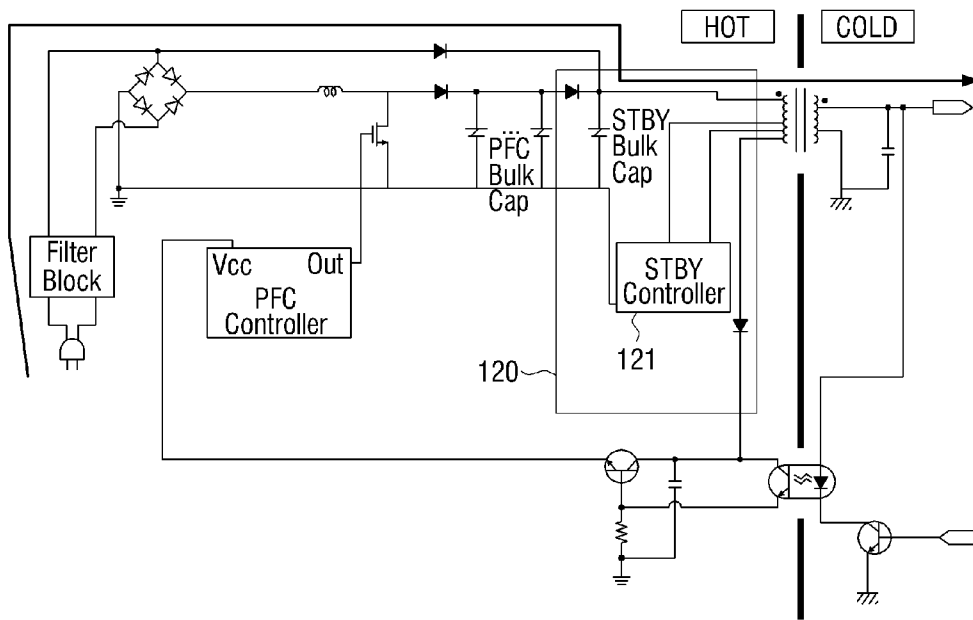 HOT
COLD
...
PFC
Bulk
Cap
STBY
Bulk
Cap
Filter
Block
Vcc
Out
PFC
Controller
STBY
Controller
121
120